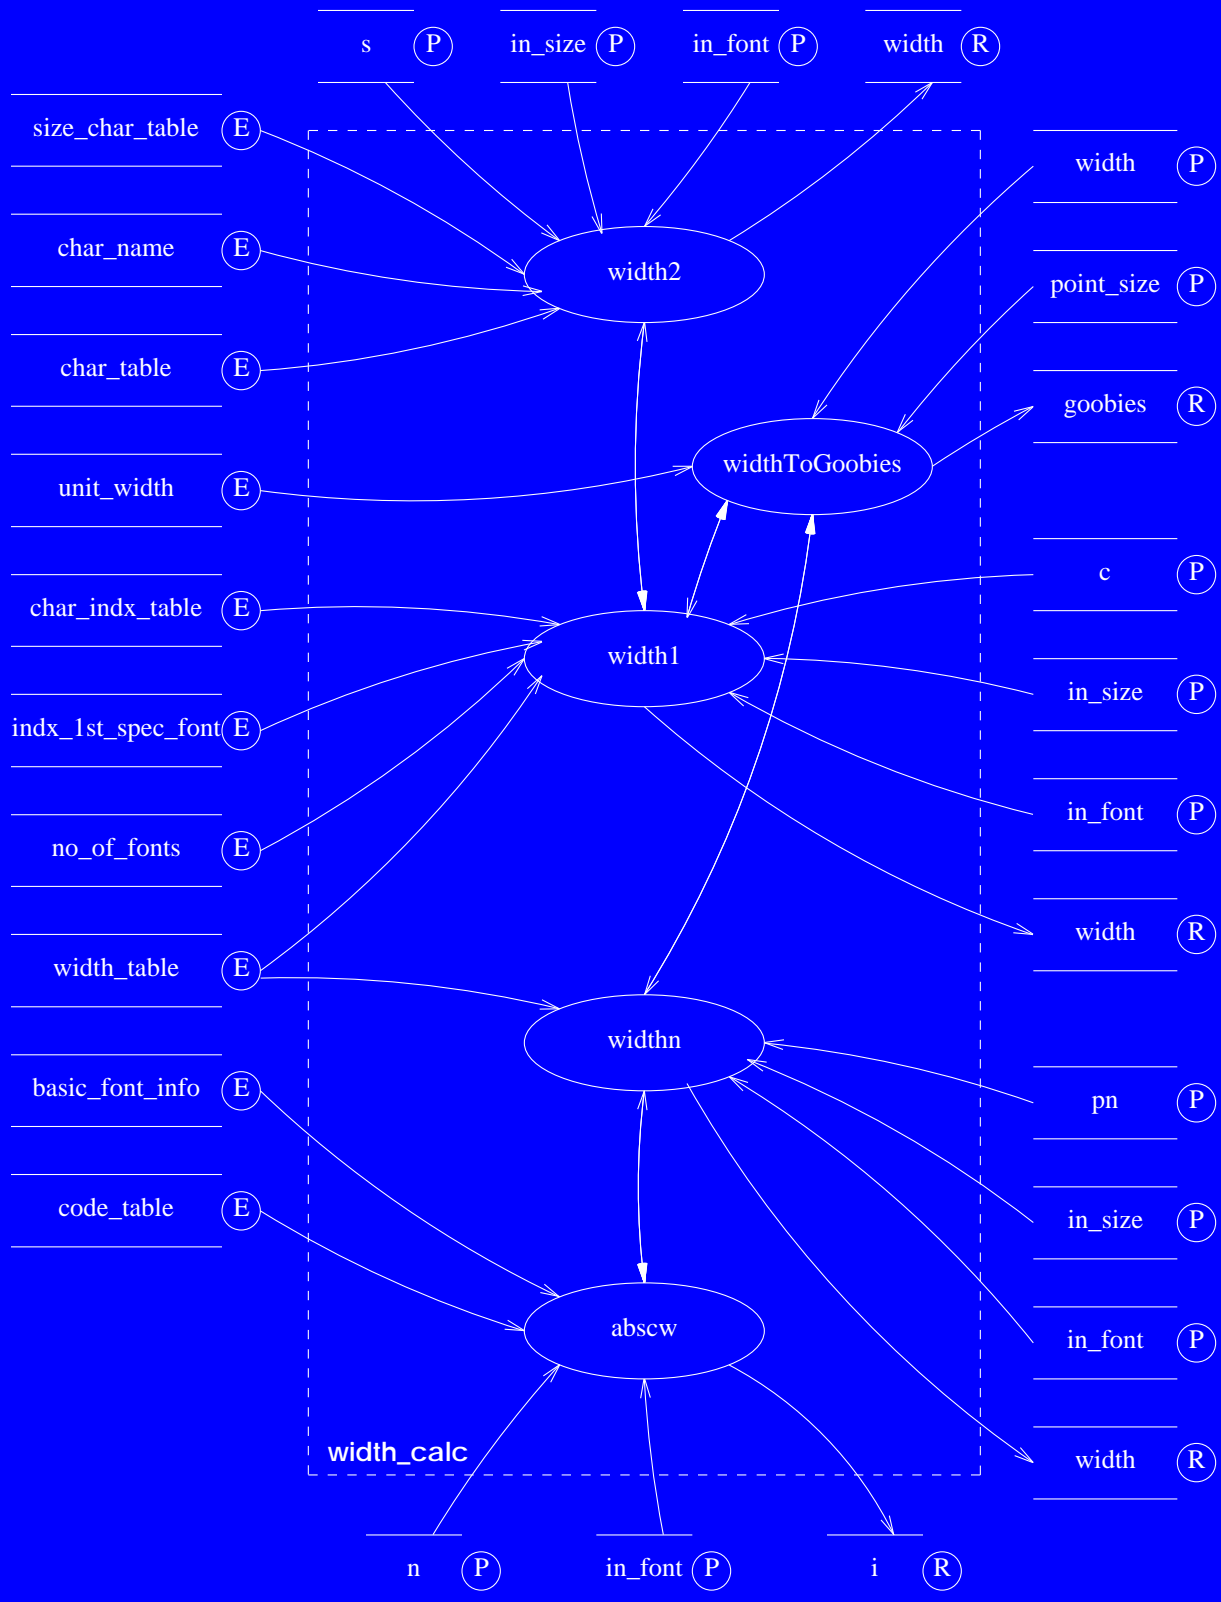 s P in_size P in_font P width R
size_char_table E
width P
char_name E
width2
point_size P
char_table E
goobies R
unit_width E
widthToGoobies
c P
char_indx_table E
width1
in_size P
indx_1st_spec_font E
in_font P
no_of_fonts E
width R
width_table E
widthn
basic_font_info E
pn P
code_table E
in_size P
abscw
in_font P
width_calc
width R
n P in_font P i R